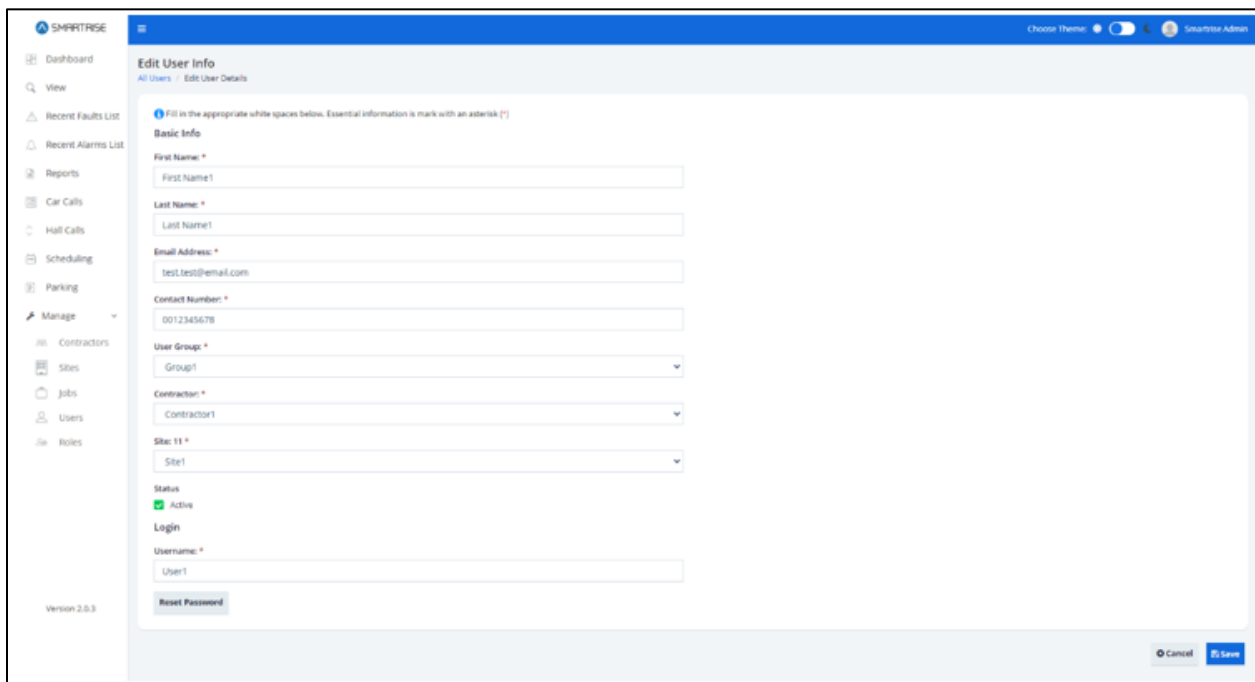 SMARTRISE
Choose Theme:
Smartrise Admin
Dashboard
View
Recent Faults List
Recent Alarms List
Reports
Car Calls
Hall Calls
Scheduling
Parking
Manage
Contractors
Sites
Jobs
Users
Roles
Version 2.0.3
Edit User Info
All Users / Edit User Details
Fill in the appropriate white spaces below. Essential information is mark with an asterisk (*)
Basic Info
First Name: *
First Name1
Last Name: *
Last Name1
Email Address: *
test.test@email.com
Contact Number: *
0012345678
User Group: *
Group1
Contractor: *
Contractor1
Site: 11 *
Site1
Status
Active
Login
Username: *
User1
Reset Password
Cancel
Save